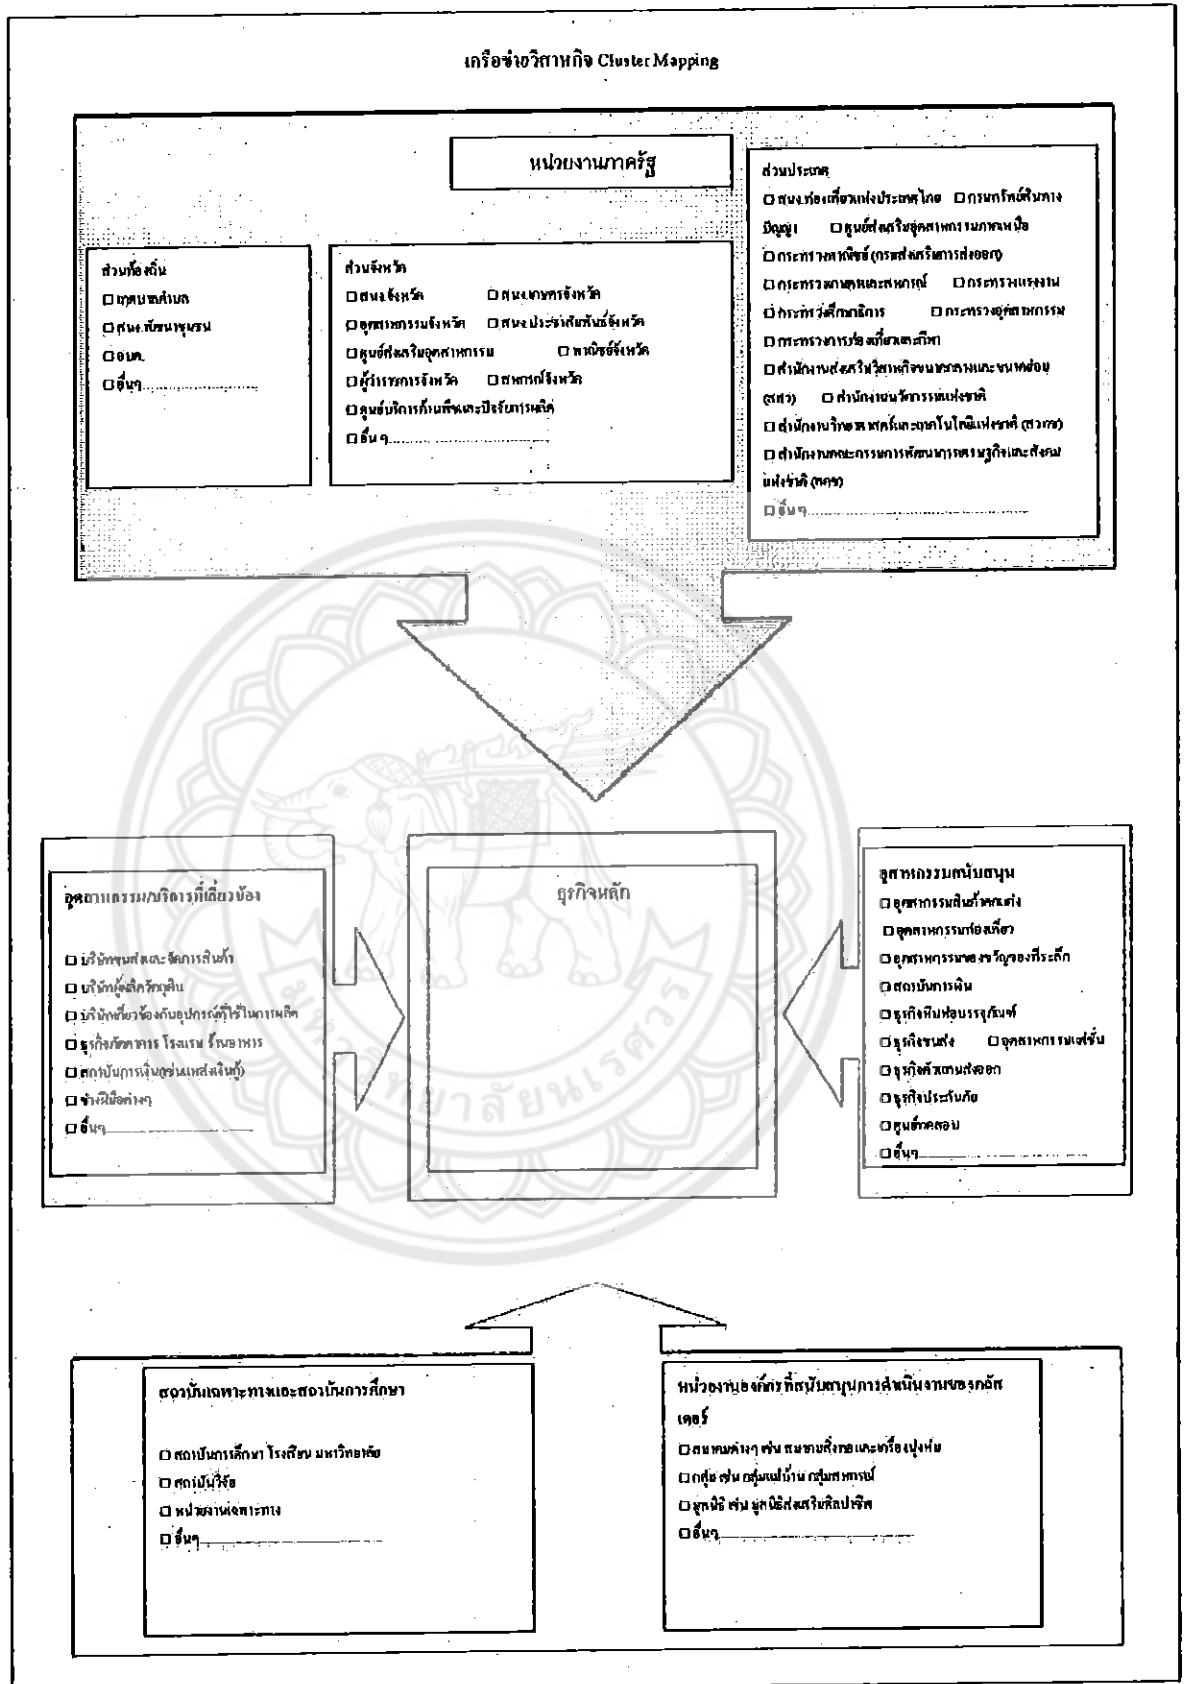 เครือข่ายวิสาหกิจ Cluster Mapping
หน่วยงานภาครัฐ
ส่วนท้องถิ่น
☐ เทศบาลตำบล
☐ สนง.พัฒนาชุมชน
☐ อบต.
☐ อื่นๆ..........................
ส่วนจังหวัด
☐ สนง.จังหวัด ☐ สนง.เกษตรจังหวัด
☐ อุตสาหกรรมจังหวัด ☐ สนง.ประชาสัมพันธ์จังหวัด
☐ ศูนย์ส่งเสริมอุตสาหกรรม ☐ พาณิชย์จังหวัด
☐ ผู้ว่าราชการจังหวัด ☐ สหกรณ์จังหวัด
☐ ศูนย์บริการด้านพืชและปัจจัยการผลิต
☐ อื่น ๆ......................................
ส่วนประเทศ
☐ สนง.ท่องเที่ยวแห่งประเทศไทย ☐ กรมทรัพย์สินทาง
ปัญญา ☐ ศูนย์ส่งเสริมอุตสาหกรรมภาคเหนือ
☐ กระทรวงพาณิชย์ (กรมส่งเสริมการส่งออก)
☐ กระทรวงเกษตรและสหกรณ์ ☐ กระทรวงแรงงาน
☐ กระทรวงศึกษาธิการ ☐ กระทรวงอุตสาหกรรม
☐ กระทรวงการท่องเที่ยวและกีฬา
☐ สำนักงานส่งเสริมวิสาหกิจขนาดกลางและขนาดย่อม
(สสว) ☐ สำนักงานนวัตกรรมแห่งชาติ
☐ สำนักงานวิทยาศาสตร์และเทคโนโลยีแห่งชาติ (สวทช)
☐ สำนักงานคณะกรรมการพัฒนาการเศรษฐกิจและสังคม
แห่งชาติ
☐ อื่น ๆ....................................................
อุตสาหกรรม/บริการที่เกี่ยวข้อง
☐ บริษัทขนส่งและจัดการสินค้า
☐ บริษัทผู้ผลิตวัตถุดิบ
☐ บริษัทเกี่ยวข้องกับอุปกรณ์ที่ใช้ในการผลิต
☐ ธุรกิจภัตตาคาร โรงแรม ร้านอาหาร
☐ สถาบันการเงิน(เช่นแหล่งเงินกู้)
☐ ช่างฝีมือต่างๆ
☐ อื่นๆ..................................
ธุรกิจหลัก
อุสาหกรรมสนับสนุน
☐ อุตสาหกรรมสินค้าตกแต่ง
☐ อุตสาหกรรมท่องเที่ยว
☐ อุตสาหกรรมของขวัญของที่ระลึก
☐ สถาบันการเงิน
☐ ธุรกิจพิมพ์บรรจุภัณฑ์
☐ ธุรกิจขนส่ง ☐ อุตสาหกรรมแฟชั่น
☐ ธุรกิจตัวแทนส่งออก
☐ ธุรกิจประกันภัย
☐ ศูนย์ทดสอบ
☐ อื่นๆ........................................
มหาวิทยาลัยนเรศวร
สถาบันเฉพาะทางและสถาบันการศึกษา
☐ สถาบันการศึกษา โรงเรียน มหาวิทยาลัย
☐ สถาบันวิจัย
☐ หน่วยงานเฉพาะทาง
☐ อื่นๆ..........................................
หน่วยงานองค์กรที่สนับสนุนการดำเนินงานของคลัส
เตอร์
☐ สมาคมต่างๆ เช่น สมาคมสิ่งทอและเครื่องนุ่งห่ม
☐ กลุ่ม เช่น กลุ่มแม่บ้าน กลุ่มสหกรณ์
☐ มูลนิธิ เช่น มูลนิธิส่งเสริมศิลปาชีพ
☐ อื่นๆ.............................................